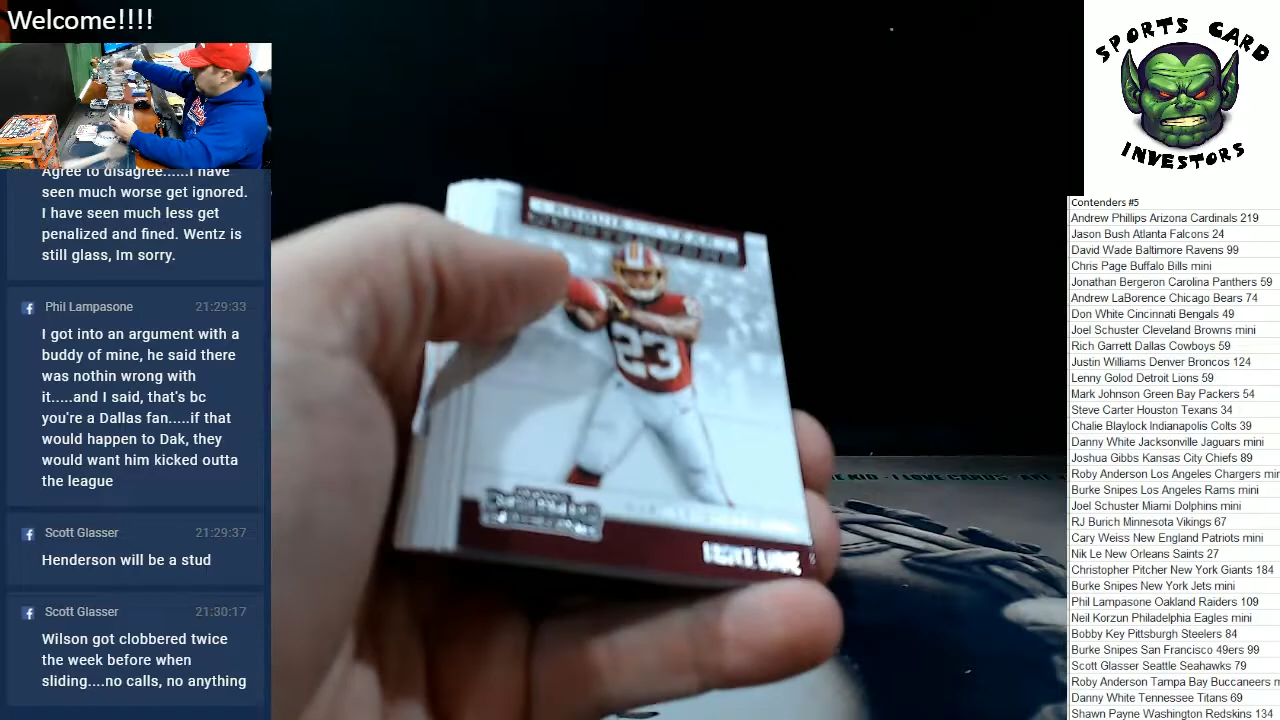 Welcome!!!!
Agree to disagree......I have
seen much worse get ignored.
I have seen much less get
penalized and fined. Wentz is
still glass, Im sorry.
Phil Lampasone 21:29:33
I got into an argument with a
buddy of mine, he said there
was nothin wrong with
it.....and I said, that's bc
you're a Dallas fan.....if that
would happen to Dak, they
would want him kicked outta
the league
Scott Glasser 21:29:37
Henderson will be a stud
Scott Glasser 21:30:17
Wilson got clobbered twice
the week before when
sliding....no calls, no anything
23
SPORTS CARD
INVESTORS
Contenders #5
Andrew Phillips Arizona Cardinals 219
Jason Bush Atlanta Falcons 24
David Wade Baltimore Ravens 99
Chris Page Buffalo Bills mini
Jonathan Bergeron Carolina Panthers 59
Andrew LaBorence Chicago Bears 74
Don White Cincinnati Bengals 49
Joel Schuster Cleveland Browns mini
Rich Garrett Dallas Cowboys 59
Justin Williams Denver Broncos 124
Lenny Golod Detroit Lions 59
Mark Johnson Green Bay Packers 54
Steve Carter Houston Texans 34
Chalie Blaylock Indianapolis Colts 39
Danny White Jacksonville Jaguars mini
Joshua Gibbs Kansas City Chiefs 89
Roby Anderson Los Angeles Chargers mi
Burke Snipes Los Angeles Rams mini
Joel Schuster Miami Dolphins mini
RJ Burich Minnesota Vikings 67
Cary Weiss New England Patriots mini
Nik Le New Orleans Saints 27
Christopher Pitcher New York Giants 184
Burke Snipes New York Jets mini
Phil Lampasone Oakland Raiders 109
Neil Korzun Philadelphia Eagles mini
Bobby Key Pittsburgh Steelers 84
Burke Snipes San Francisco 49ers 99
Scott Glasser Seattle Seahawks 79
Roby Anderson Tampa Bay Buccaneers m
Danny White Tennessee Titans 69
Shawn Payne Washington Redskins 134